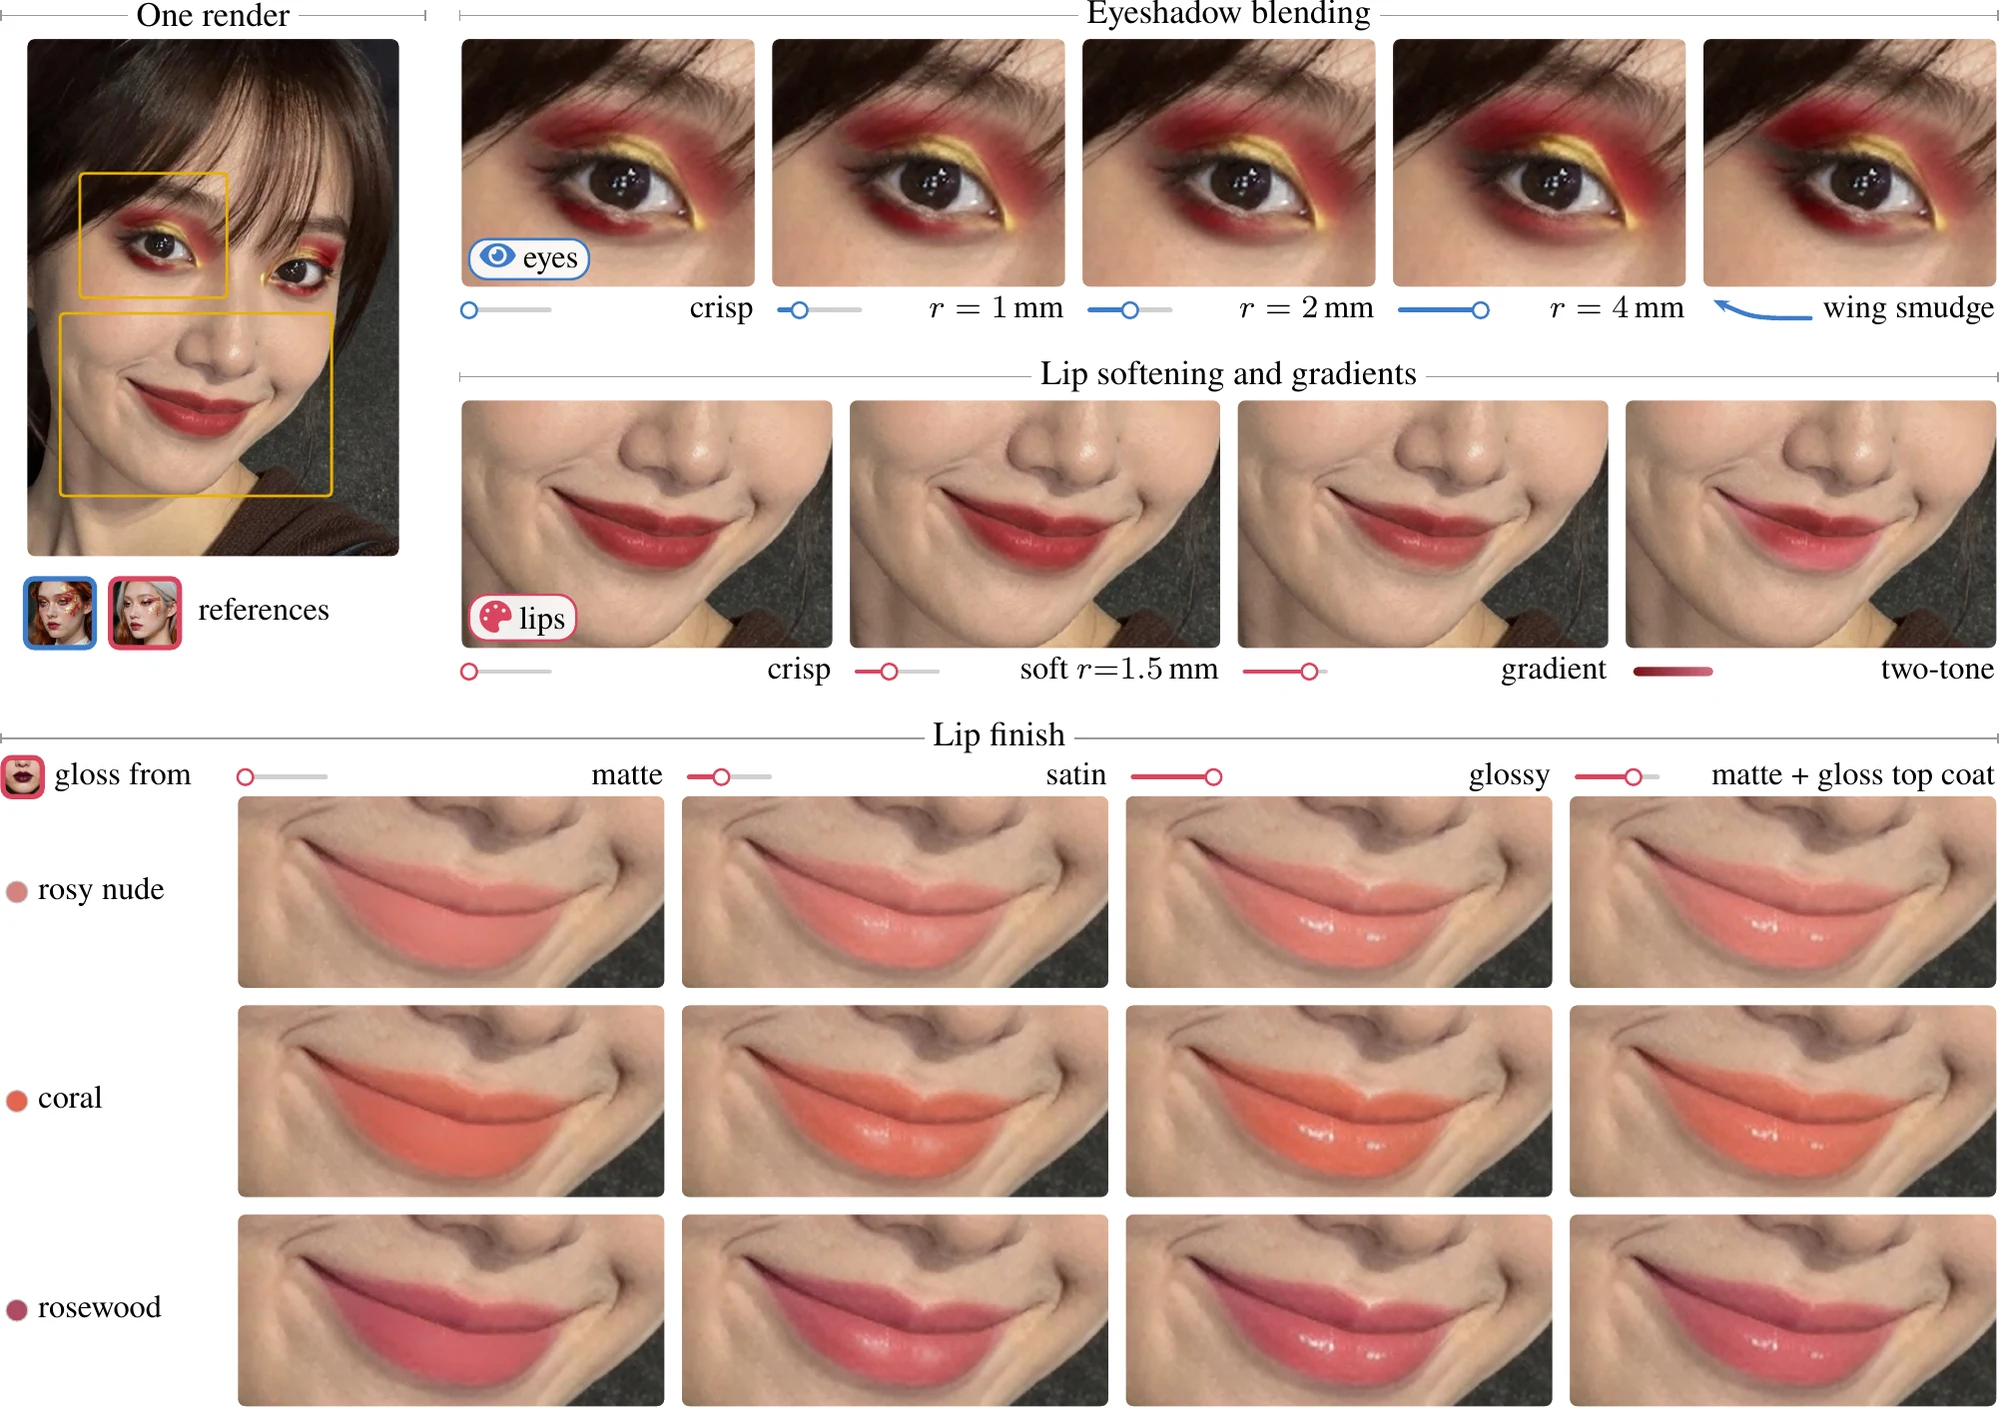 One render
Eyeshadow blending
eyes
crisp
r = 1 mm
r = 2 mm
r = 4 mm
wing smudge
Lip softening and gradients
lips
crisp
soft r=1.5 mm
gradient
two-tone
references
Lip finish
gloss from
matte
satin
glossy
matte + gloss top coat
rosy nude
coral
rosewood